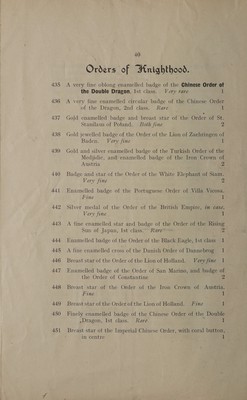 48
Orders of Knighthood.
435 A very fine oblong enamelled badge of the Chinese Order of
the Double Dragon, 1st class. Very rare 1
436 A very fine enamelled circular badge of the Chinese Order
of the Dragon, 2nd class. Rare 1
437 Gold enamelled badge and breast star of the Order of St.
Stanilaus of Poland. Both fine 2
438 Gold jewelled badge of the Order of the Lion of Zaehringen of
Baden. Very fine 1
439 Gold and silver enamelled badge of the Turkish Order of the
Medjidie, and enamelled badge of the Iron Crown of
Austria 2
440 Badge and star of the Order of the White Elephant of Siam.
Very fine 2
441 Enamelled badge of the Portuguese Order of Villa Vicosa.
Fine 1
442 Silver medal of the Order of the British Empire, in case.
Very fine 1
443 A fine enamelled star and badge of the Order of the Rising
Sun of Japan, 1st class. Rare 2
444 Enamelled badge of the Order of the Black Eagle, 1st class 1
445 A fine enamelled cross of the Danish Order of Dannebrog 1
446 Breast star of the Order of the Lion of Holland. Very fine 1
447 Enamelled badge of the Order of San Marino, and badge of
the Order of Constantine 2
448 Breast star of the Order of the Iron Crown of Austria.
Fine 1
449 Breast star of the Order of the Lion of Holland. Fine 1
450 Finely enamelled badge of the Chinese Order of the Double
Dragon, 1st class. Rare 1
451 Breast star of the Imperial Chinese Order, with coral button,
in centre 1